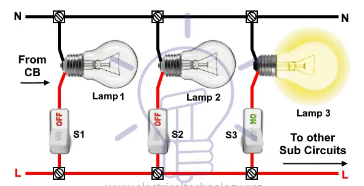 N
N
From
CB
Lamp 1
Lamp 2
Lamp 3
OFF
S1
OFF
S2
S3
ON
To other
Sub Circuits
L
L